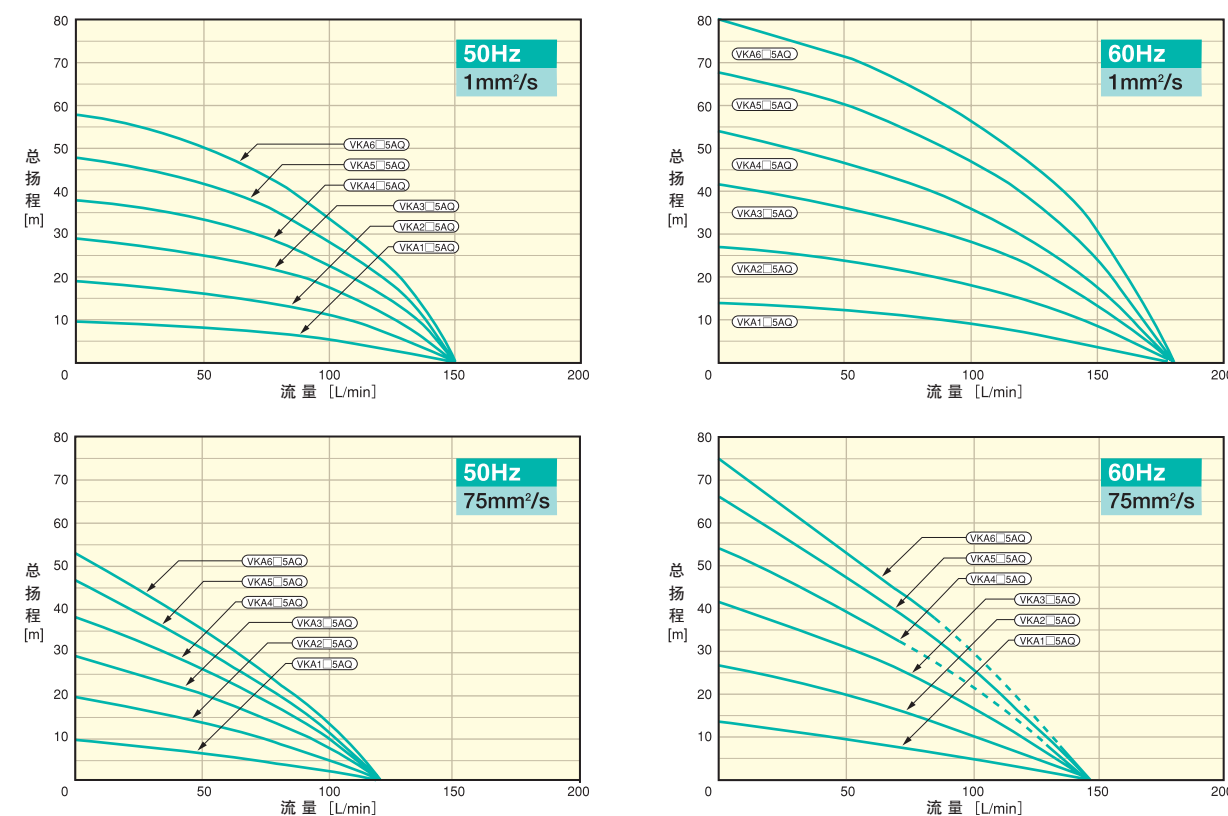 80
70
60
50
40
30
20
10
0
50
100
150
200
总
扬
程
[m]
流量 [L/min]
50Hz
1mm²/s
VKA6□5AQ
VKA5□5AQ
VKA4□5AQ
VKA3□5AQ
VKA2□5AQ
VKA1□5AQ
80
70
60
50
40
30
20
10
0
50
100
150
200
总
扬
程
[m]
流量 [L/min]
60Hz
1mm²/s
VKA6□5AQ
VKA5□5AQ
VKA4□5AQ
VKA3□5AQ
VKA2□5AQ
VKA1□5AQ
80
70
60
50
40
30
20
10
0
50
100
150
200
总
扬
程
[m]
流量 [L/min]
50Hz
75mm²/s
VKA6□5AQ
VKA5□5AQ
VKA4□5AQ
VKA3□5AQ
VKA2□5AQ
VKA1□5AQ
80
70
60
50
40
30
20
10
0
50
100
150
200
总
扬
程
[m]
流量 [L/min]
60Hz
75mm²/s
VKA6□5AQ
VKA5□5AQ
VKA4□5AQ
VKA3□5AQ
VKA2□5AQ
VKA1□5AQ